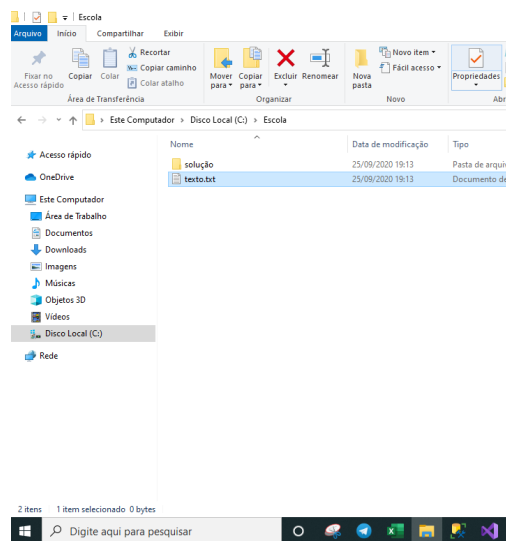 Escola
Arquivo Início Compartilhar Exibir
Fixar no Acesso rápido
Copiar
Colar
Recortar
Copiar caminho
Colar atalho
Mover para
Copiar para
Excluir
Renomear
Nova pasta
Novo item
Fácil acesso
Propriedades
Área de Transferência Organizar Novo Abr
Este Computador > Disco Local (C:) > Escola
Nome Data de modificação Tipo
solução 25/09/2020 19:13 Pasta de arqui
texto.txt 25/09/2020 19:13 Documento de
Acesso rápido
OneDrive
Este Computador
Área de Trabalho
Documentos
Downloads
Imagens
Músicas
Objetos 3D
Vídeos
Disco Local (C:)
Rede
2 itens 1 item selecionado 0 bytes
Digite aqui para pesquisar